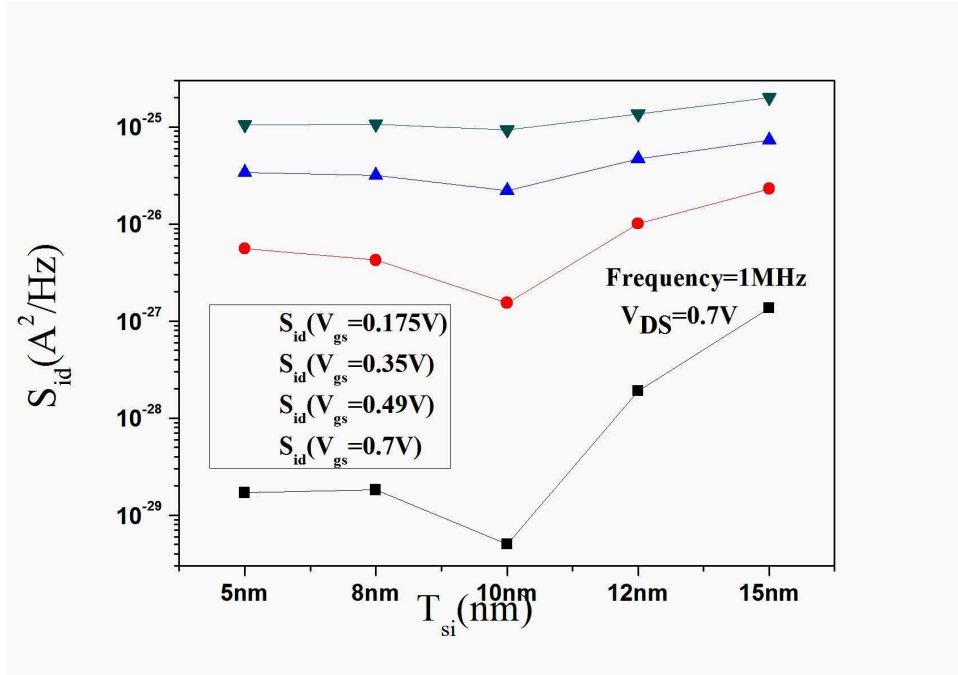 S_id(A^2/Hz)
10^-25
10^-26
10^-27
10^-28
10^-29
Frequency=1MHz
V_DS=0.7V
S_id(V_gs=0.175V)
S_id(V_gs=0.35V)
S_id(V_gs=0.49V)
S_id(V_gs=0.7V)
5nm 8nm 10nm 12nm 15nm
T_si(nm)